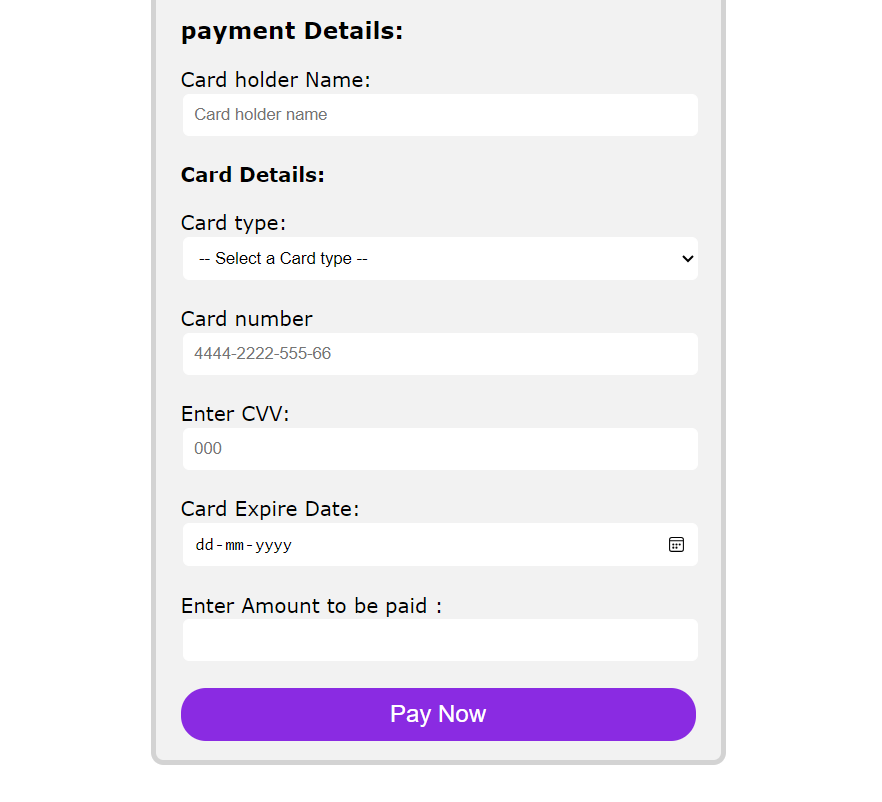 payment Details:
Card holder Name:
Card holder name
Card Details:
Card type:
-- Select a Card type --
Card number
4444-2222-555-66
Enter CVV:
000
Card Expire Date:
dd-mm-yyyy
Enter Amount to be paid :
Pay Now